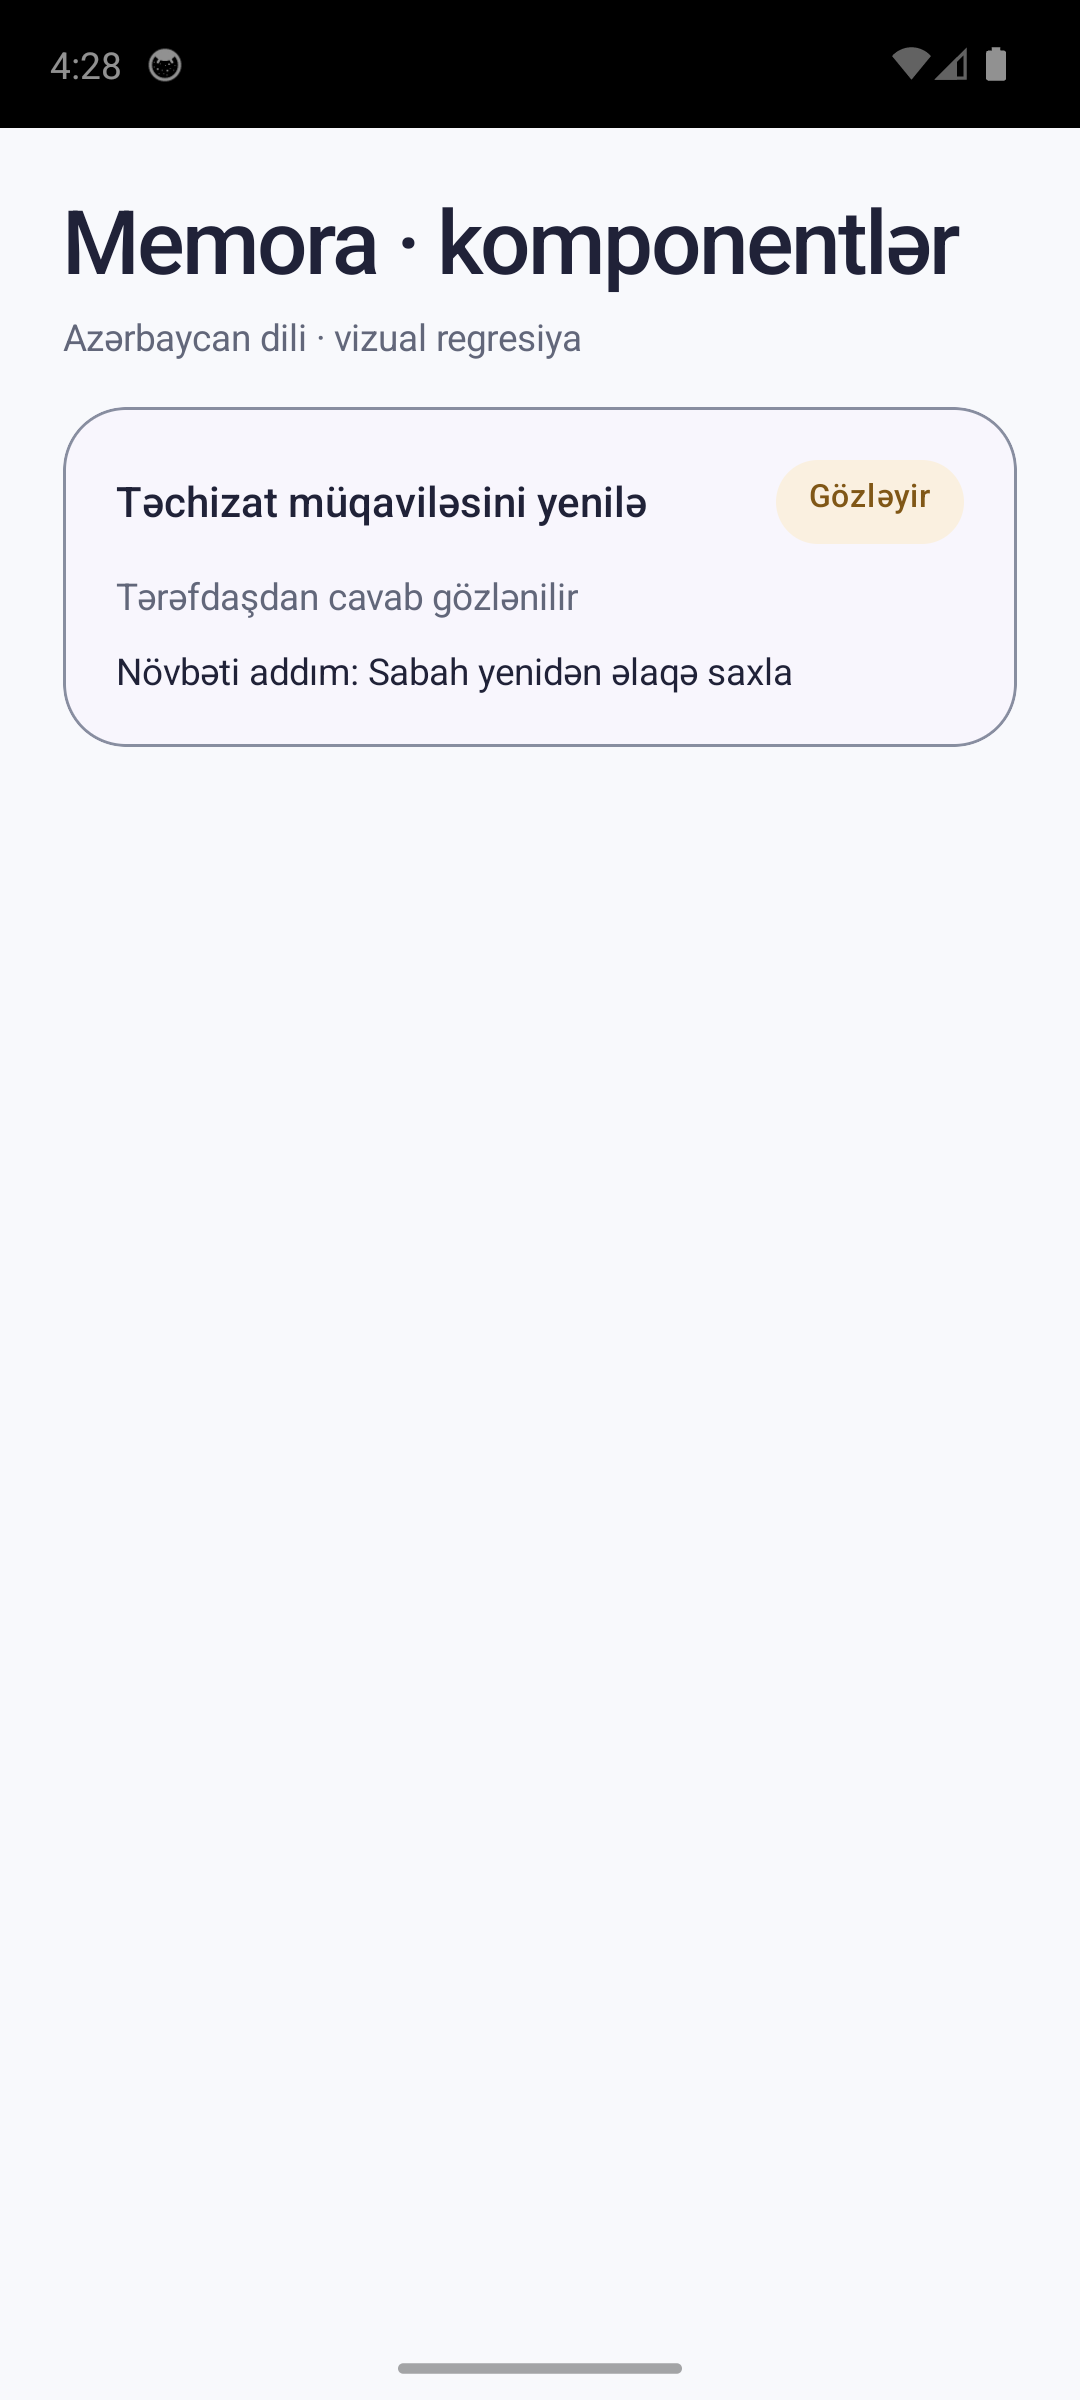 4:28
Memora · komponentlər
Azərbaycan dili · vizual regresiya
Təchizat müqaviləsini yenilə
Gözləyir
Tərəfdaşdan cavab gözlənilir
Növbəti addım: Sabah yenidən əlaqə saxla